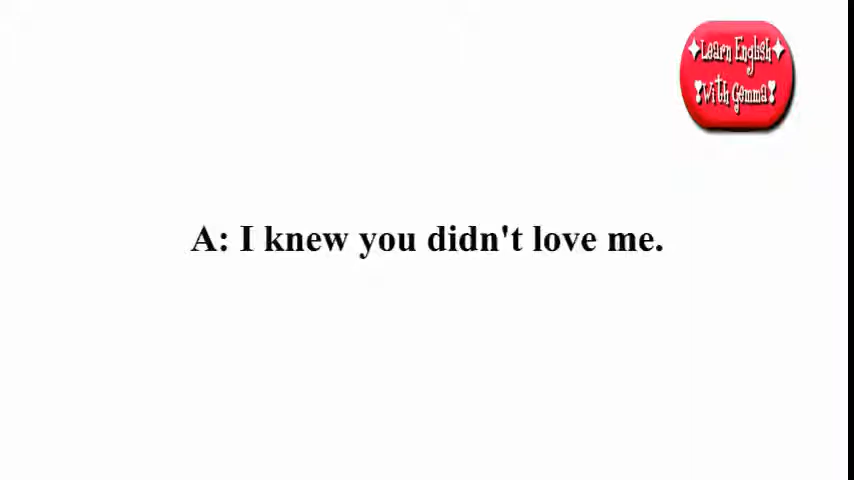 ✦Learn English✦
❣With Gemma❣
A: I knew you didn't love me.